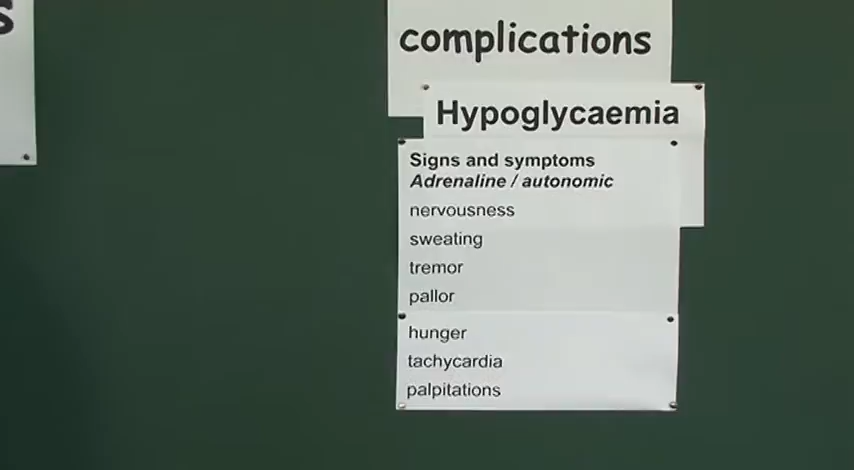 s
complications
Hypoglycaemia
Signs and symptoms
Adrenaline / autonomic
nervousness
sweating
tremor
pallor
hunger
tachycardia
palpitations